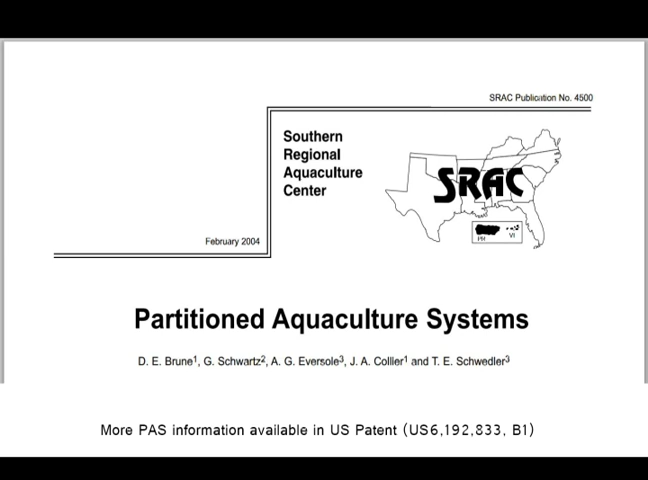 SRAC Publication No. 4500
Southern
Regional
Aquaculture
Center
SRAC
PR
VI
February 2004
Partitioned Aquaculture Systems
D. E. Brune¹, G. Schwartz², A. G. Eversole³, J. A. Collier¹ and T. E. Schwedler³
More PAS information available in US Patent (US6,192,833, B1)